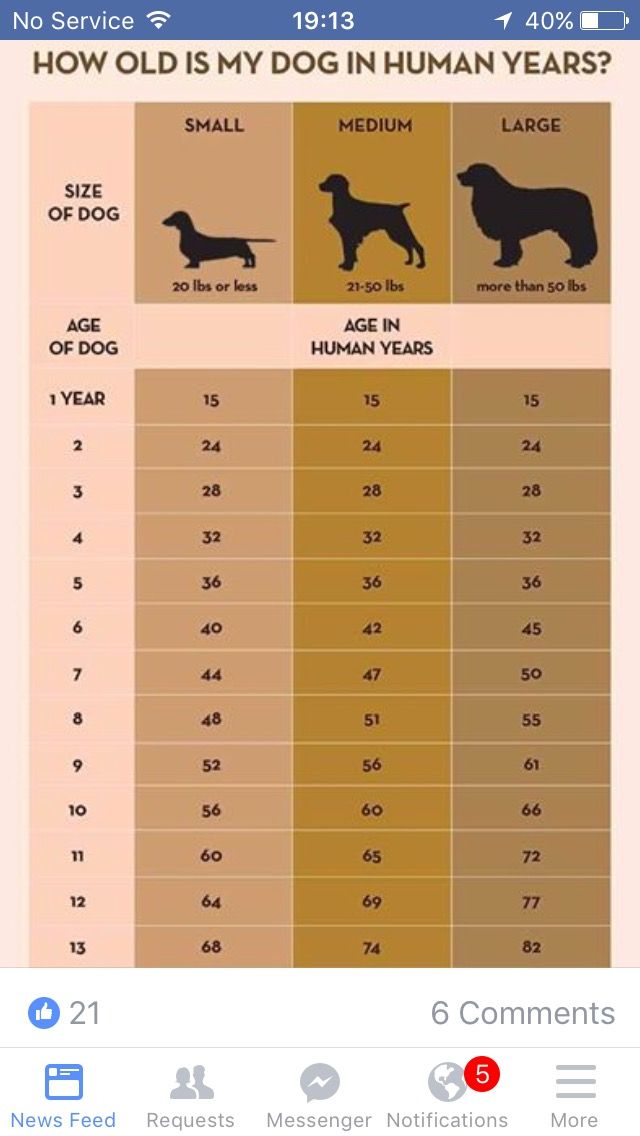 No Service 19:13 40%
HOW OLD IS MY DOG IN HUMAN YEARS?
SMALL MEDIUM LARGE
SIZE
OF DOG
20 lbs or less 21-50 lbs more than 50 lbs
AGE
OF DOG
AGE IN
HUMAN YEARS
1 YEAR 15 15 15
2 24 24 24
3 28 28 28
4 32 32 32
5 36 36 36
6 40 42 45
7 44 47 50
8 48 51 55
9 52 56 61
10 56 60 66
11 60 65 72
12 64 69 77
13 68 74 82
21 6 Comments
5
News Feed Requests Messenger Notifications More